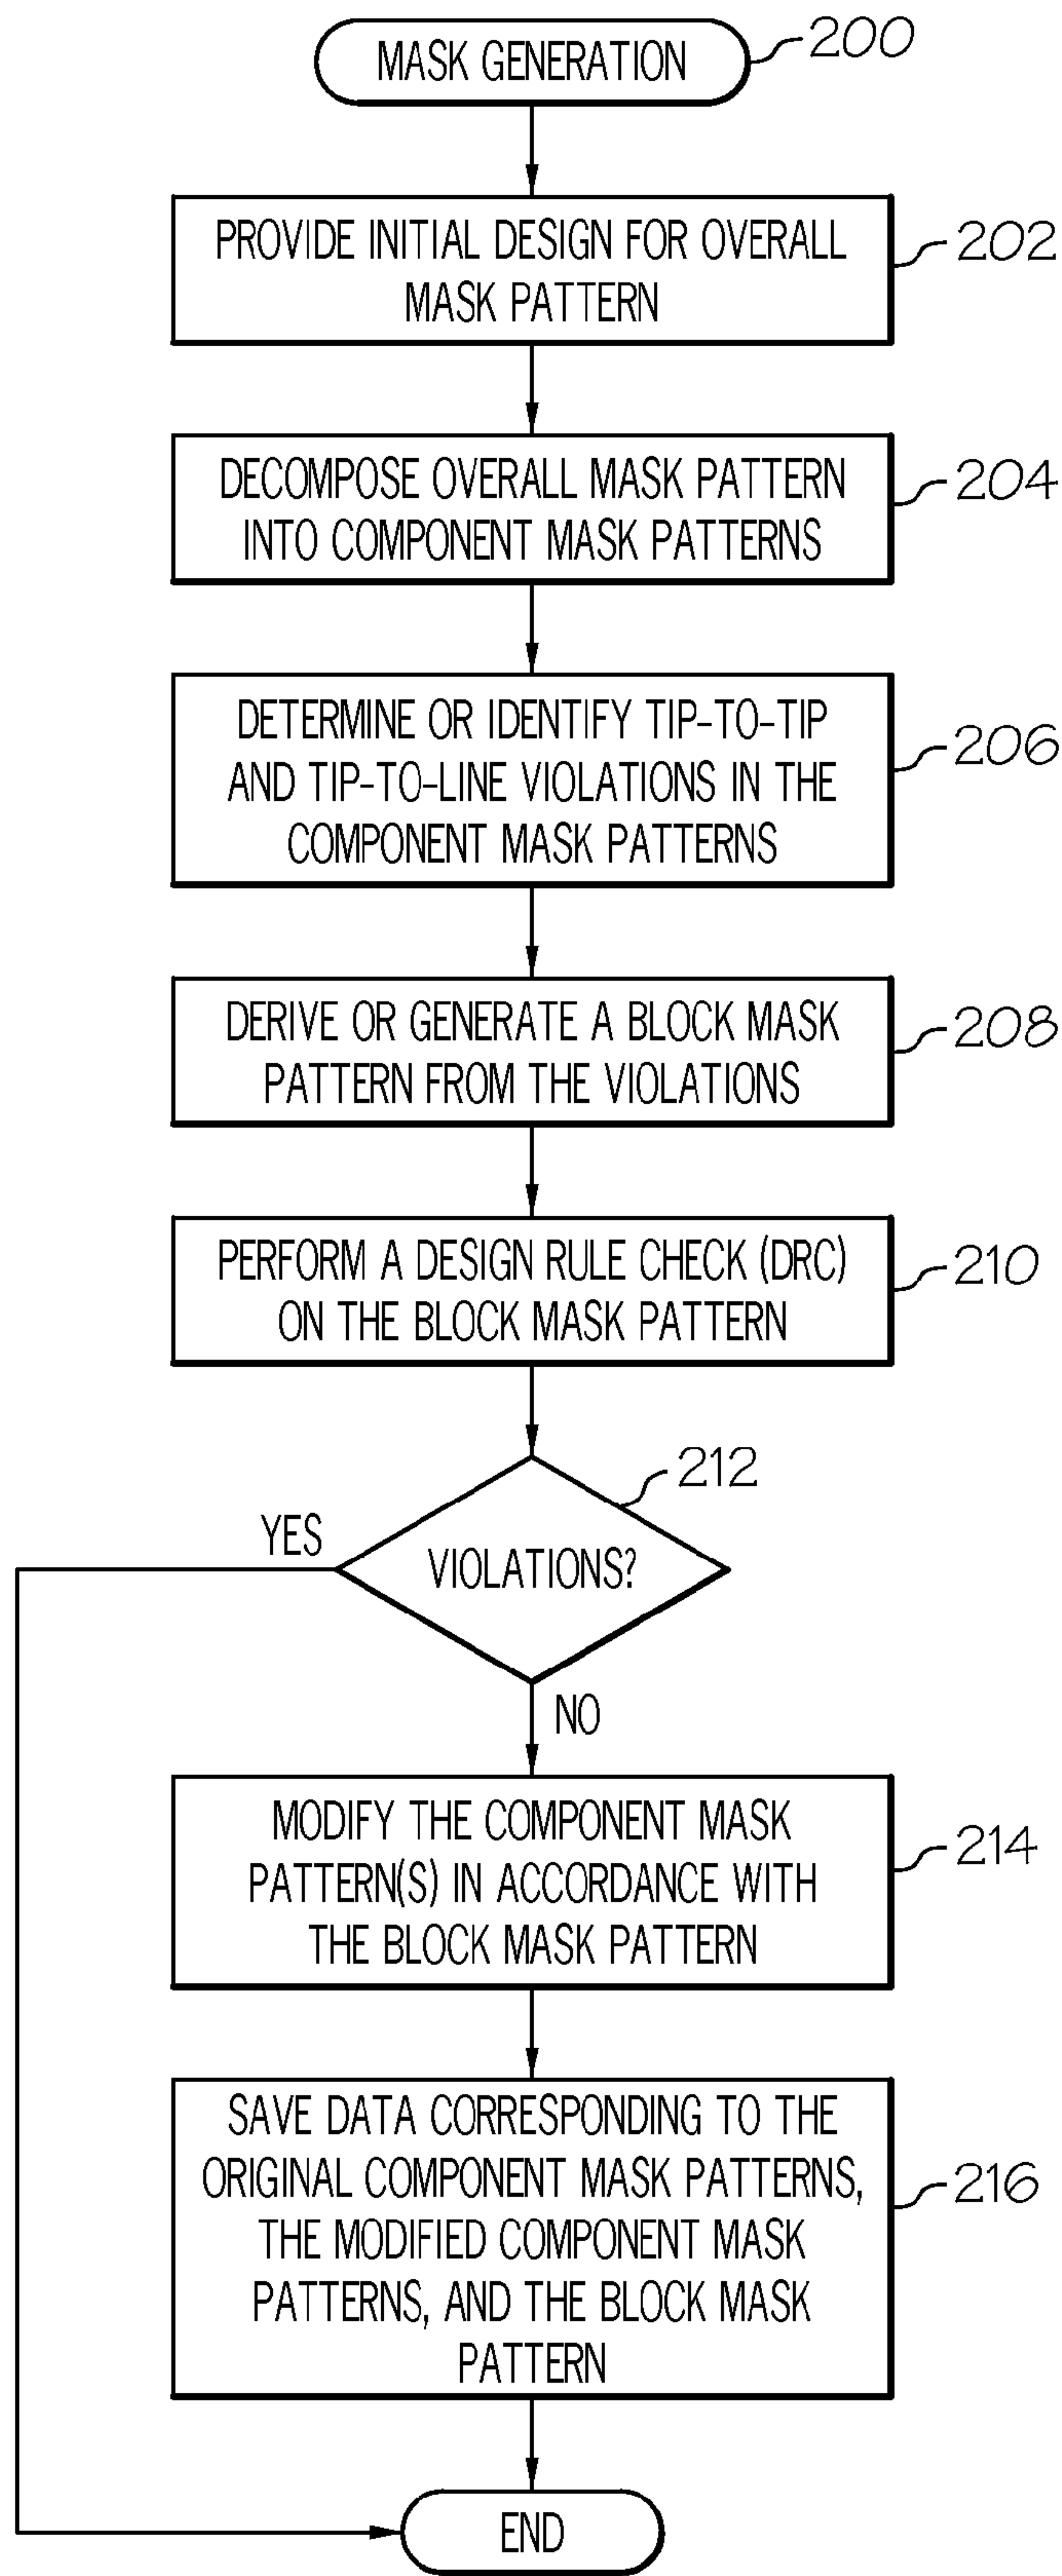 MASK GENERATION
200
PROVIDE INITIAL DESIGN FOR OVERALL
MASK PATTERN
202
DECOMPOSE OVERALL MASK PATTERN
INTO COMPONENT MASK PATTERNS
204
DETERMINE OR IDENTIFY TIP-TO-TIP
AND TIP-TO-LINE VIOLATIONS IN THE
COMPONENT MASK PATTERNS
206
DERIVE OR GENERATE A BLOCK MASK
PATTERN FROM THE VIOLATIONS
208
PERFORM A DESIGN RULE CHECK (DRC)
ON THE BLOCK MASK PATTERN
210
212
YES
VIOLATIONS?
NO
MODIFY THE COMPONENT MASK
PATTERN(S) IN ACCORDANCE WITH
THE BLOCK MASK PATTERN
214
SAVE DATA CORRESPONDING TO THE
ORIGINAL COMPONENT MASK PATTERNS,
THE MODIFIED COMPONENT MASK
PATTERNS, AND THE BLOCK MASK
PATTERN
216
END